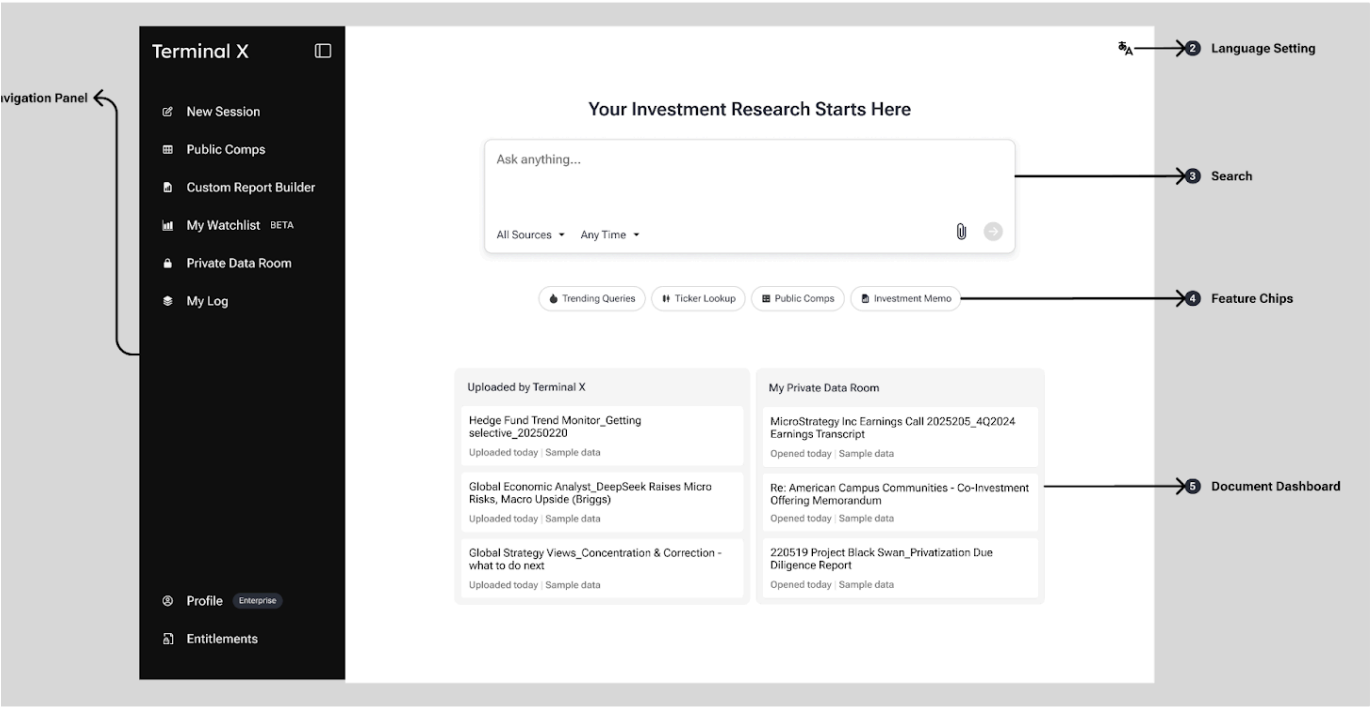 Terminal X
New Session
Public Comps
Custom Report Builder
My Watchlist BETA
Private Data Room
My Log
Profile Enterprise
Entitlements
vigation Panel
あA
2 Language Setting
Your Investment Research Starts Here
Ask anything...
All Sources Any Time
3 Search
Trending Queries Ticker Lookup Public Comps Investment Memo
4 Feature Chips
Uploaded by Terminal X
Hedge Fund Trend Monitor_Getting
selective_20250220
Uploaded today | Sample data
Global Economic Analyst_DeepSeek Raises Micro
Risks, Macro Upside (Briggs)
Uploaded today | Sample data
Global Strategy Views_Concentration & Correction -
what to do next
Uploaded today | Sample data
My Private Data Room
MicroStrategy Inc Earnings Call 2025205_4Q2024
Earnings Transcript
Opened today | Sample data
Re: American Campus Communities - Co-Investment
Offering Memorandum
Opened today | Sample data
220519 Project Black Swan_Privatization Due
Diligence Report
Opened today | Sample data
5 Document Dashboard